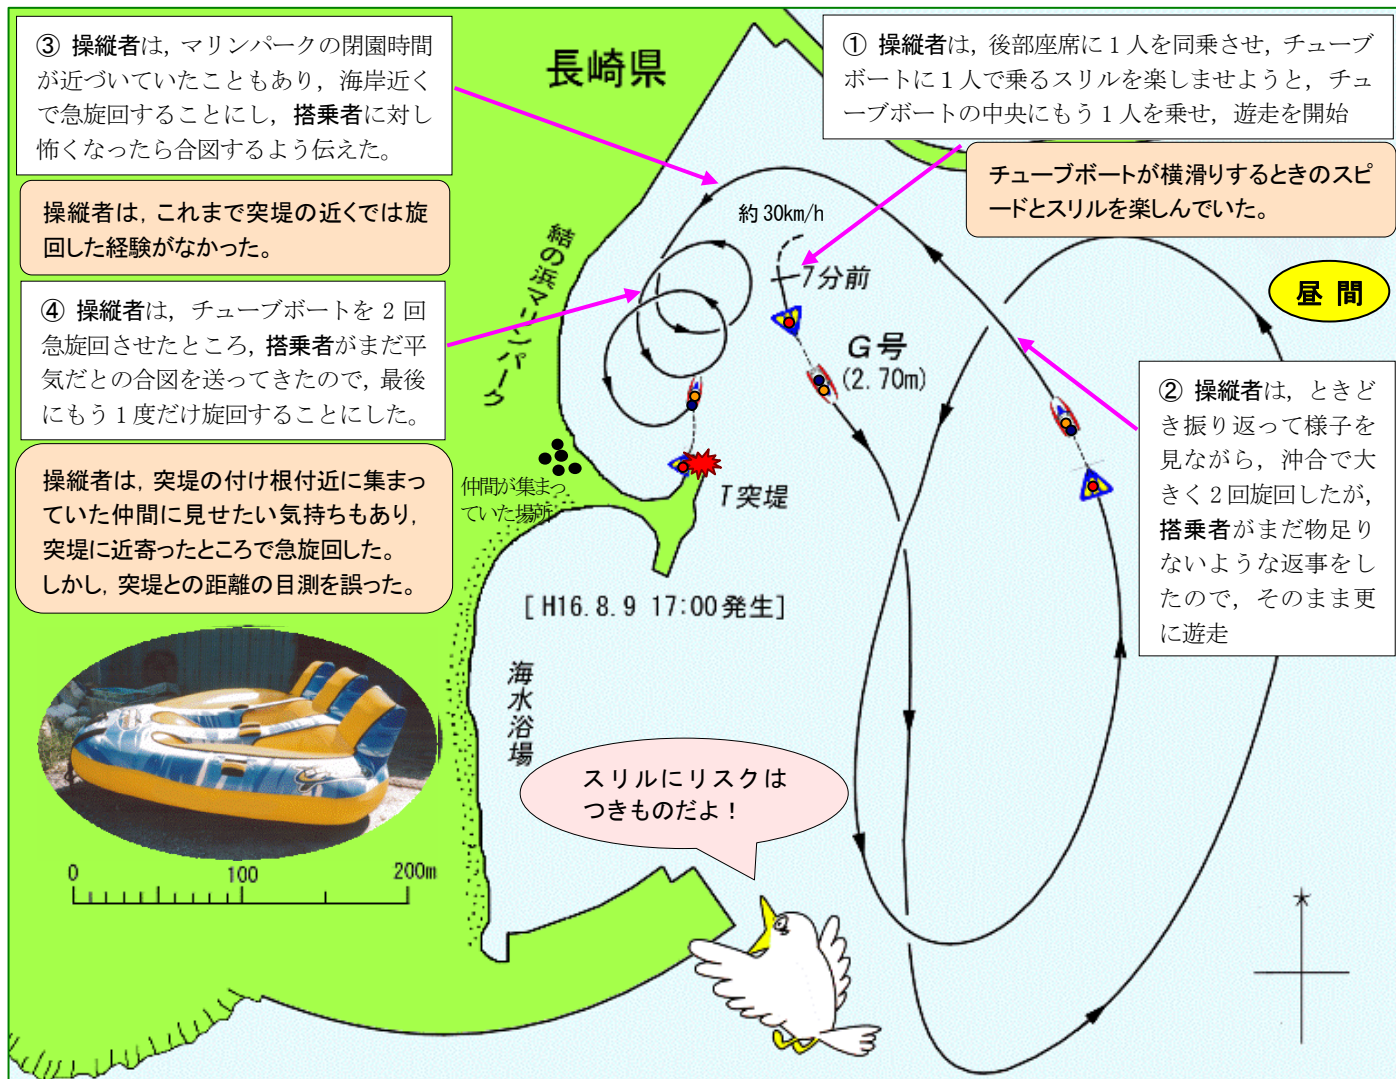 ③ 操縦者は，マリンパークの閉園時間
が近づいていたこともあり，海岸近く
で急旋回することにし，搭乗者に対し
怖くなったら合図するよう伝えた。
操縦者は，これまで突堤の近くでは旋
回した経験がなかった。
④ 操縦者は，チューブボートを２回
急旋回させたところ，搭乗者がまだ平
気だとの合図を送ってきたので，最後
にもう１度だけ旋回することにした。
操縦者は，突堤の付け根付近に集まっ
ていた仲間に見せたい気持ちもあり，
突堤に近寄ったところで急旋回した。
しかし，突堤との距離の目測を誤った。
長崎県
① 操縦者は，後部座席に１人を同乗させ，チューブ
ボートに１人で乗るスリルを楽しませようと，チュ
ーブボートの中央にもう１人を乗せ，遊走を開始
チューブボートが横滑りするときのスピ
ードとスリルを楽しんでいた。
昼 間
② 操縦者は，ときど
き振り返って様子を
見ながら，沖合で大
きく２回旋回したが，
搭乗者がまだ物足り
ないような返事をし
たので，そのまま更
に遊走
約30km/h
7分前
G号
(2.70m)
結の浜マリンパーク
仲間が集まっ
ていた場所
T突堤
[ H16.8.9 17:00発生]
海水浴場
スリルにリスクは
つきものだよ！
0 100 200m